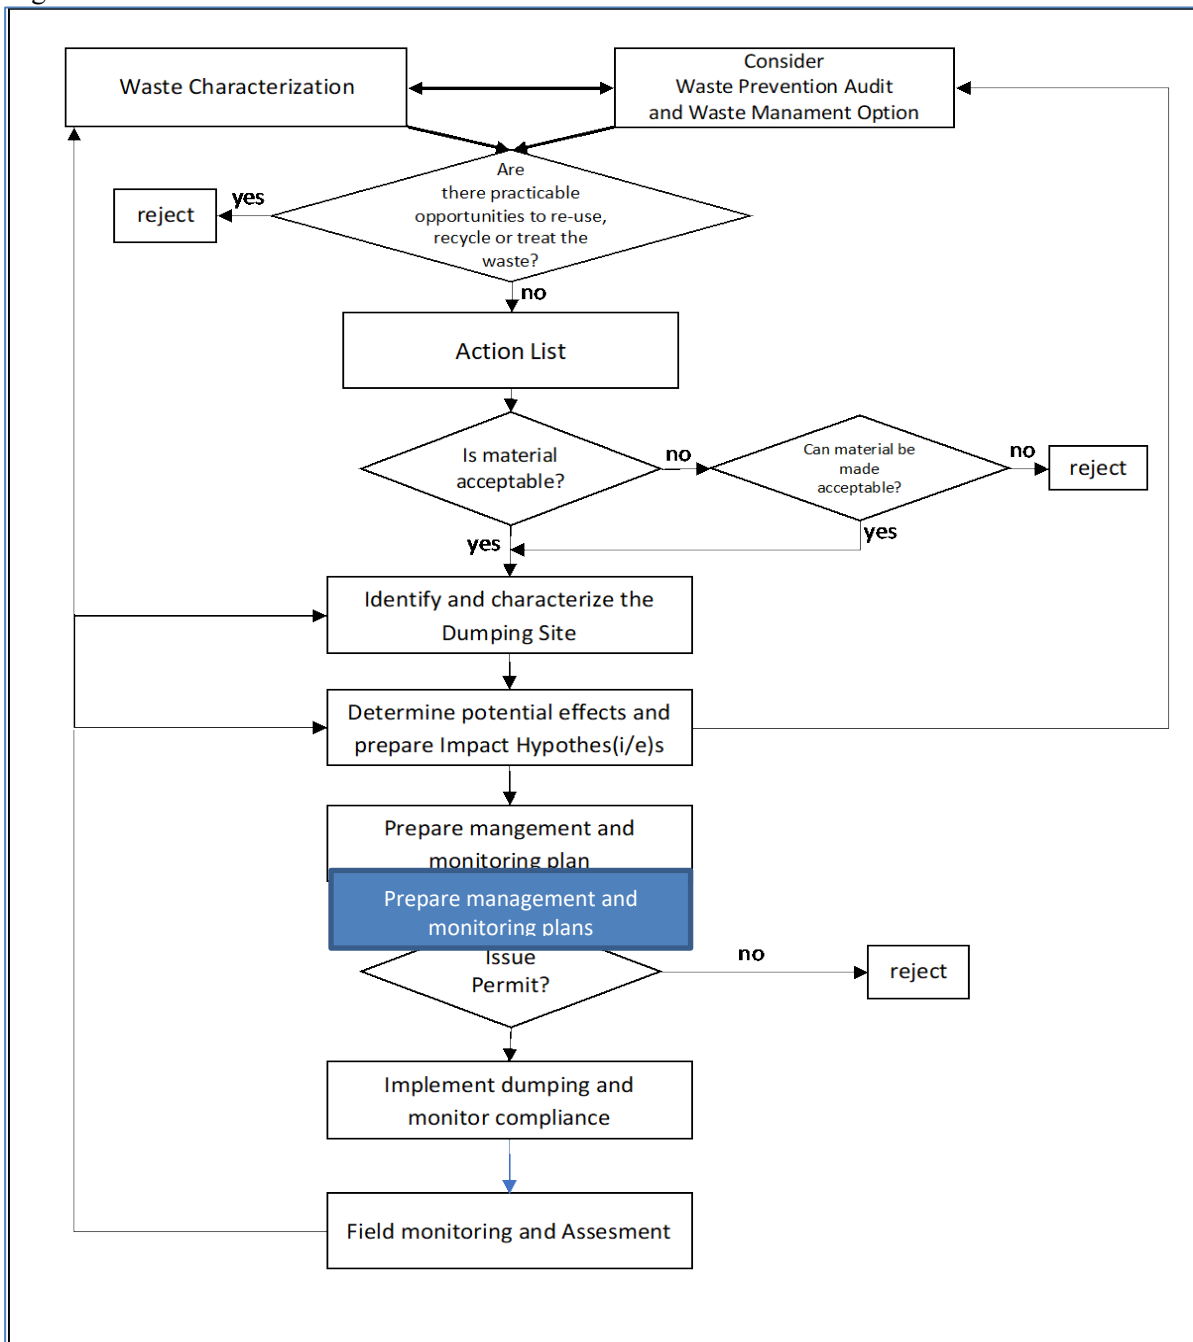 Waste Characterization
Consider
Waste Prevention Audit
and Waste Manament Option
Are
there practicable
opportunities to re-use,
recycle or treat the
waste?
yes
reject
no
Action List
Is material
acceptable?
no
Can material be
made
acceptable?
no
reject
yes
yes
Identify and characterize the
Dumping Site
Determine potential effects and
prepare Impact Hypothes(i/e)s
Prepare mangement and
monitoring plan
Prepare management and
monitoring plans
Issue
Permit?
no
reject
Implement dumping and
monitor compliance
Field monitoring and Assesment